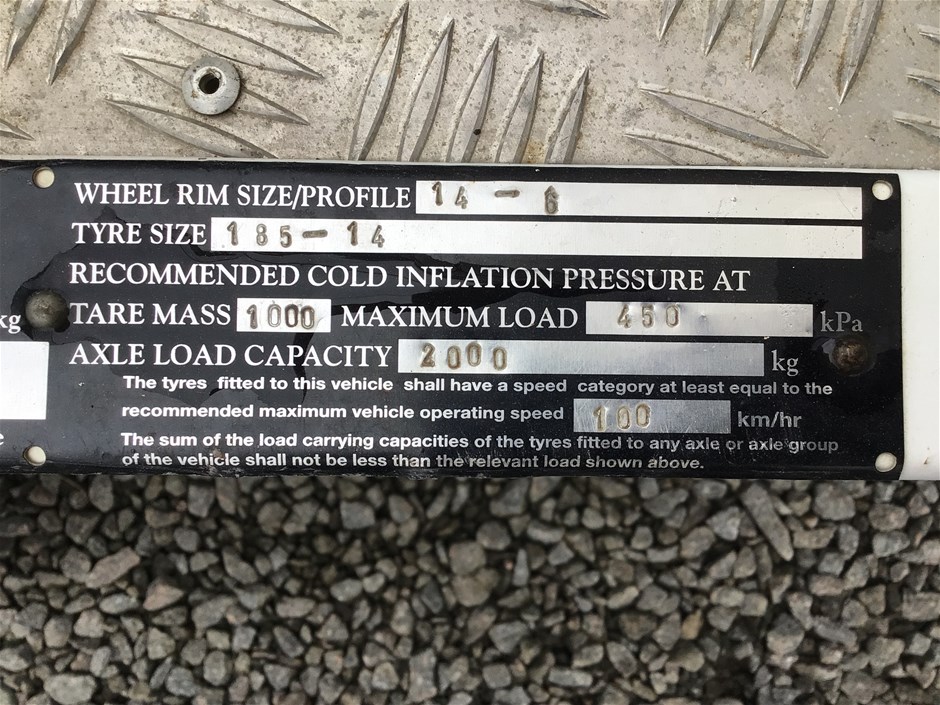 WHEEL RIM SIZE/PROFILE 14 - 6
TYRE SIZE 185-14
RECOMMENDED COLD INFLATION PRESSURE AT
kg TARE MASS 1000 MAXIMUM LOAD 450 kPa
AXLE LOAD CAPACITY 2000 kg
The tyres fitted to this vehicle shall have a speed category at least equal to the
recommended maximum vehicle operating speed 100 km/hr
e The sum of the load carrying capacities of the tyres fitted to any axle or axle group
of the vehicle shall not be less than the relevant load shown above.